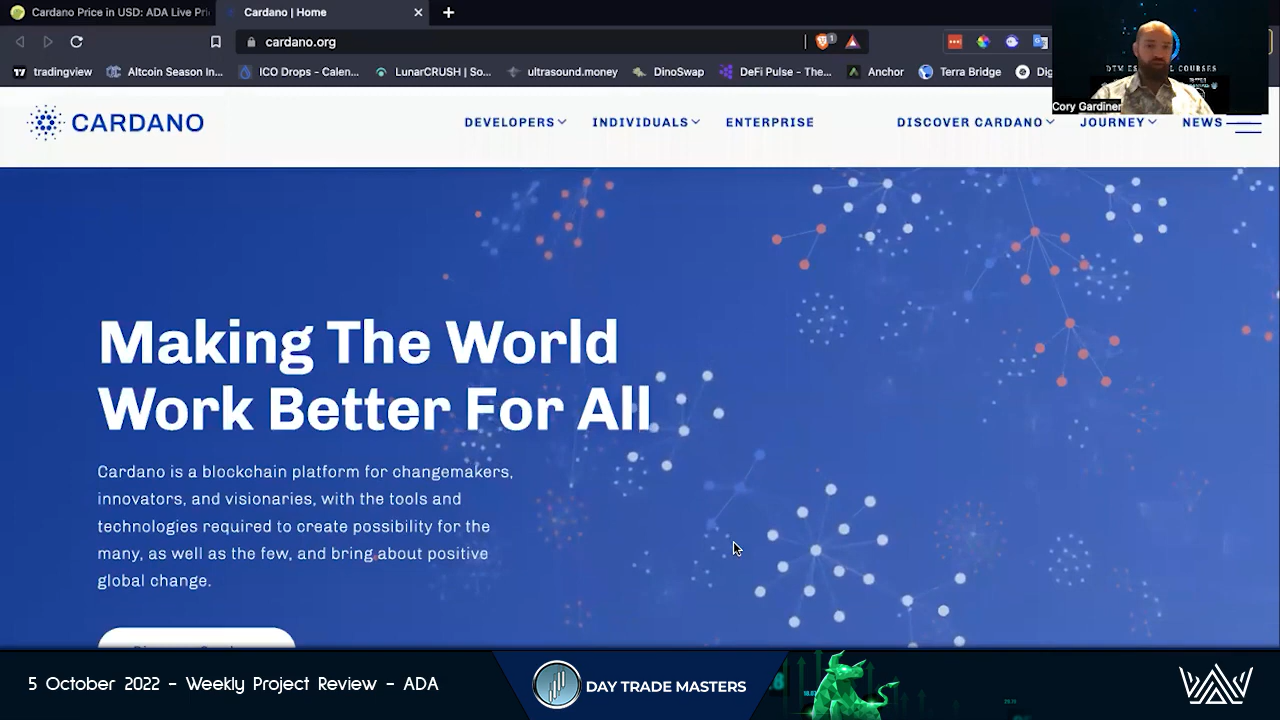 Cardano Price in USD: ADA Live Pri
Cardano | Home
cardano.org
1
tradingview
Altcoin Season In...
ICO Drops - Calen...
LunarCRUSH | So...
ultrasound.money
DinoSwap
DeFi Pulse - The...
Anchor
Terra Bridge
Dig
Cory Gardiner
CARDANO
DEVELOPERS
INDIVIDUALS
ENTERPRISE
DISCOVER CARDANO
JOURNEY
NEWS
Making The World
Work Better For All
Cardano is a blockchain platform for changemakers,
innovators, and visionaries, with the tools and
technologies required to create possibility for the
many, as well as the few, and bring about positive
global change.
5 October 2022 - Weekly Project Review - ADA
DAY TRADE MASTERS